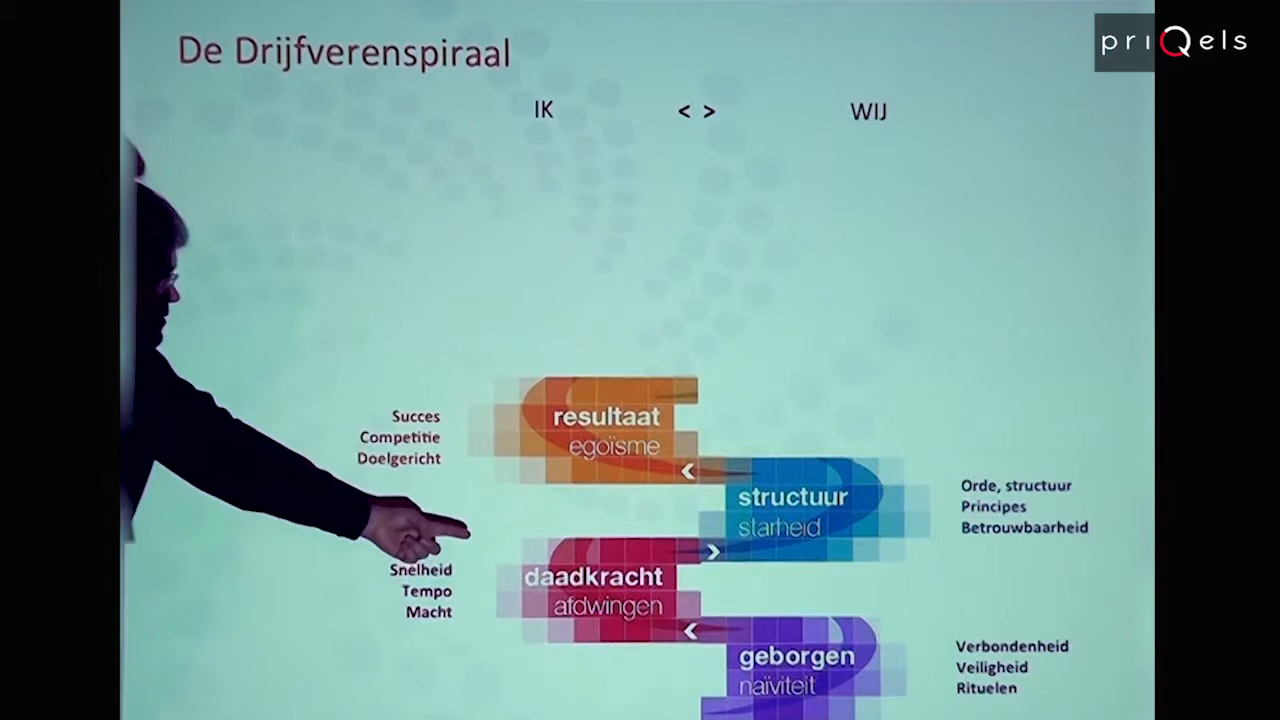 De Drijfverenspiraal
priQels
IK < > WIJ
resultaat
egoïsme
Succes
Competitie
Doelgericht
structuur
starheid
Orde, structuur
Principes
Betrouwbaarheid
daadkracht
afdwingen
Snelheid
Tempo
Macht
geborgen
naïviteit
Verbondenheid
Veiligheid
Rituelen